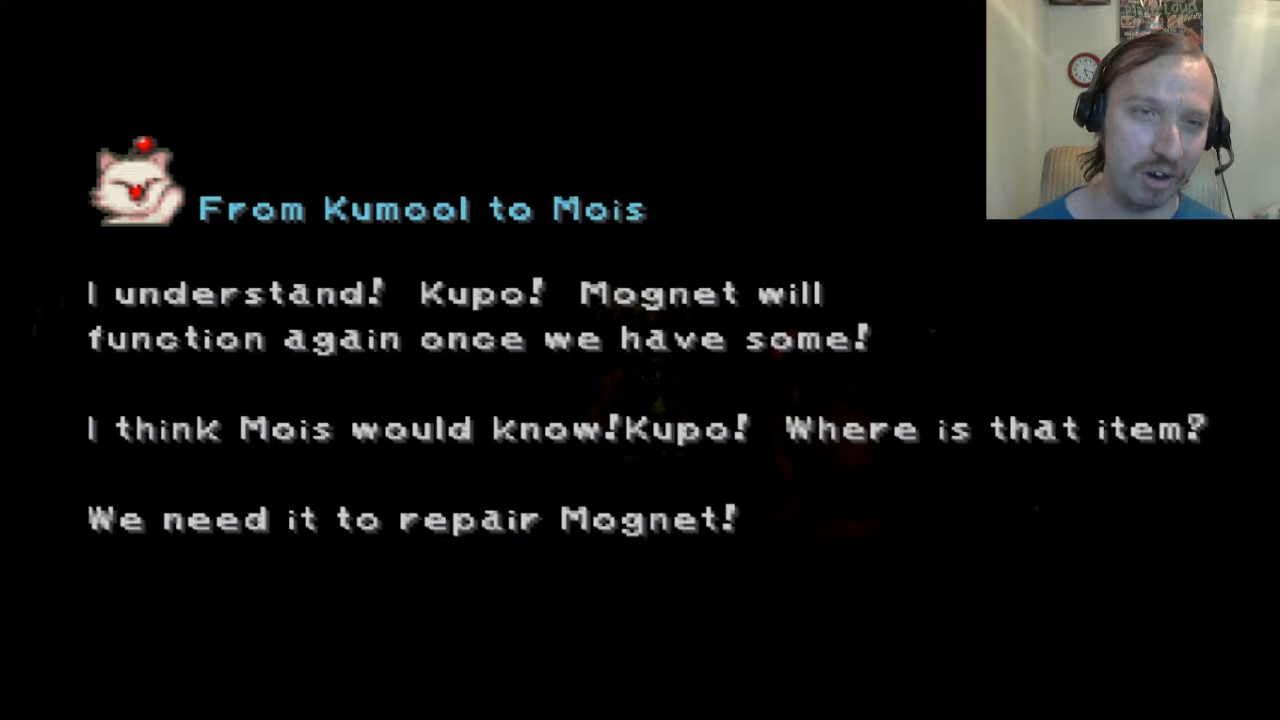 From Kumool to Mois
I understand!  Kupo!  Mognet will
function again once we have some!
I think Mois would know!Kupo!  Where is that item?
We need it to repair Mognet!